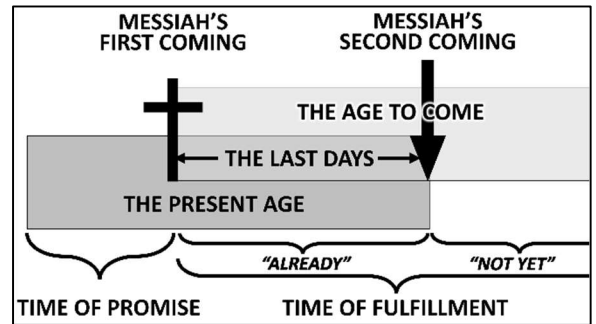 MESSIAH'S
FIRST COMING
MESSIAH'S
SECOND COMING
THE AGE TO COME
THE LAST DAYS
THE PRESENT AGE
"ALREADY"
"NOT YET"
TIME OF PROMISE
TIME OF FULFILLMENT